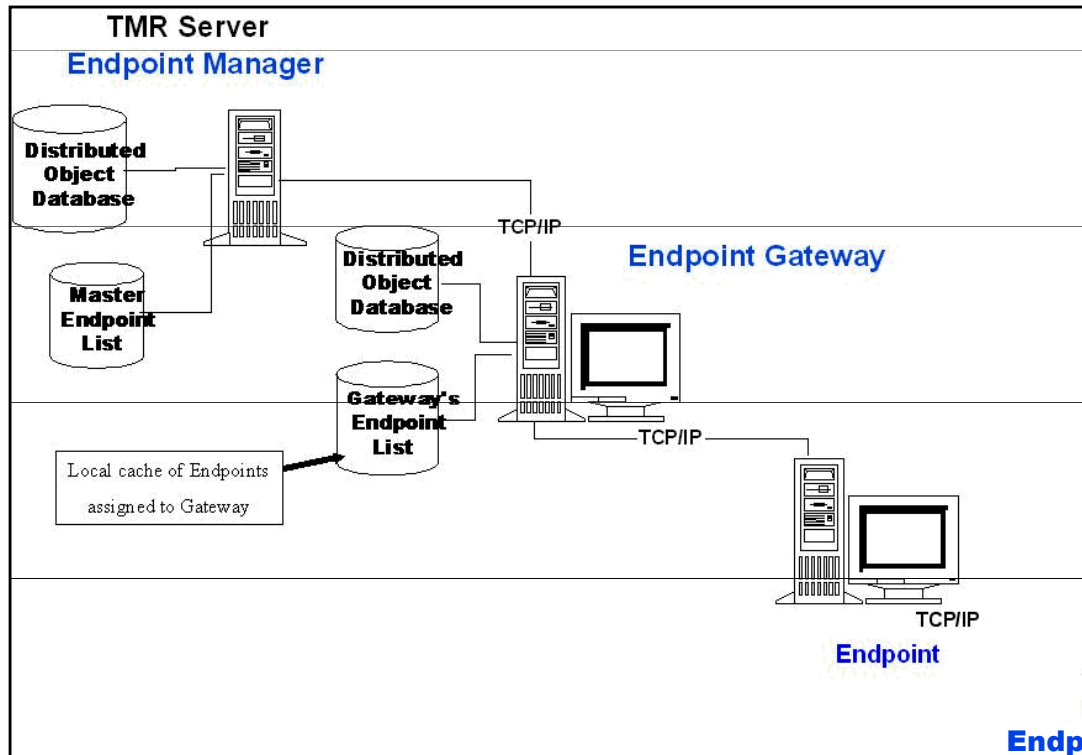 TMR Server
Endpoint Manager
Distributed
Object
Database
TCP/IP
Master
Endpoint
List
Distributed
Object
Database
Endpoint Gateway
Gateway's
Endpoint
List
TCP/IP
Local cache of Endpoints
assigned to Gateway
TCP/IP
Endpoint
Endp